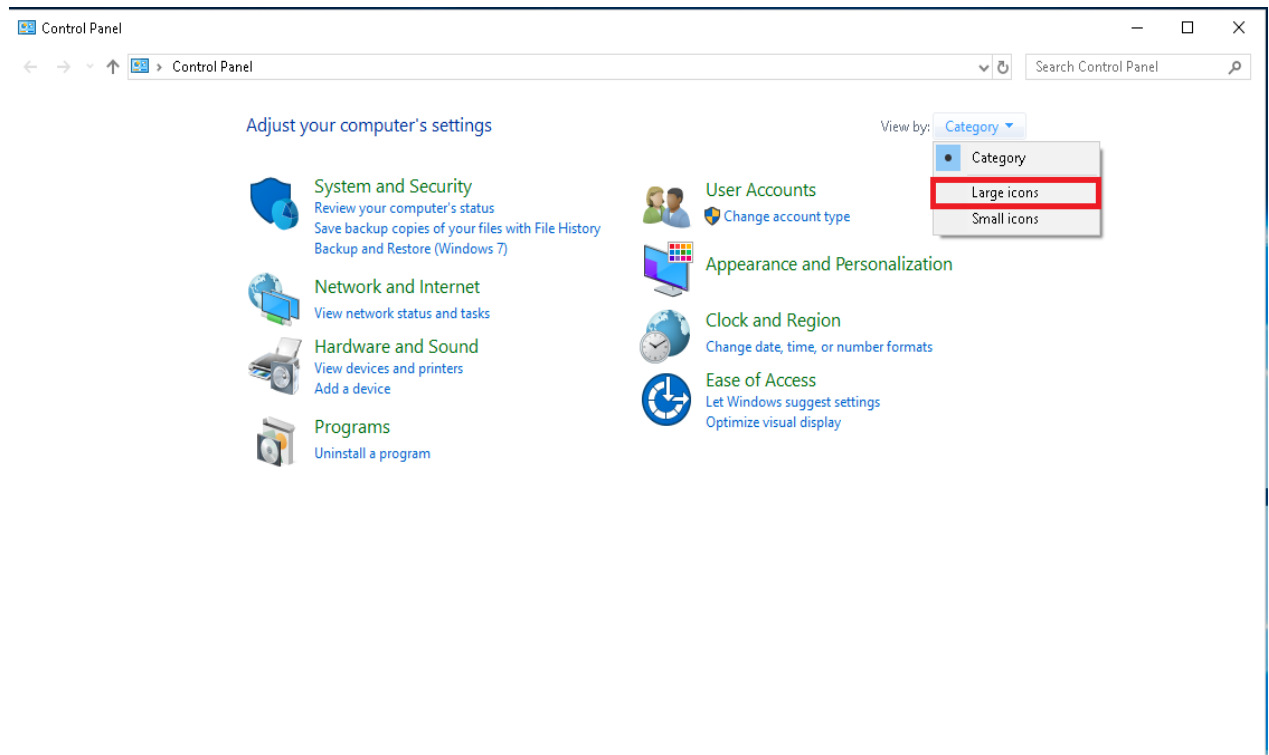 Control Panel
Control Panel
Search Control Panel
Adjust your computer's settings
View by: Category
Category
Large icons
Small icons
System and Security
Review your computer's status
Save backup copies of your files with File History
Backup and Restore (Windows 7)
Network and Internet
View network status and tasks
Hardware and Sound
View devices and printers
Add a device
Programs
Uninstall a program
User Accounts
Change account type
Appearance and Personalization
Clock and Region
Change date, time, or number formats
Ease of Access
Let Windows suggest settings
Optimize visual display